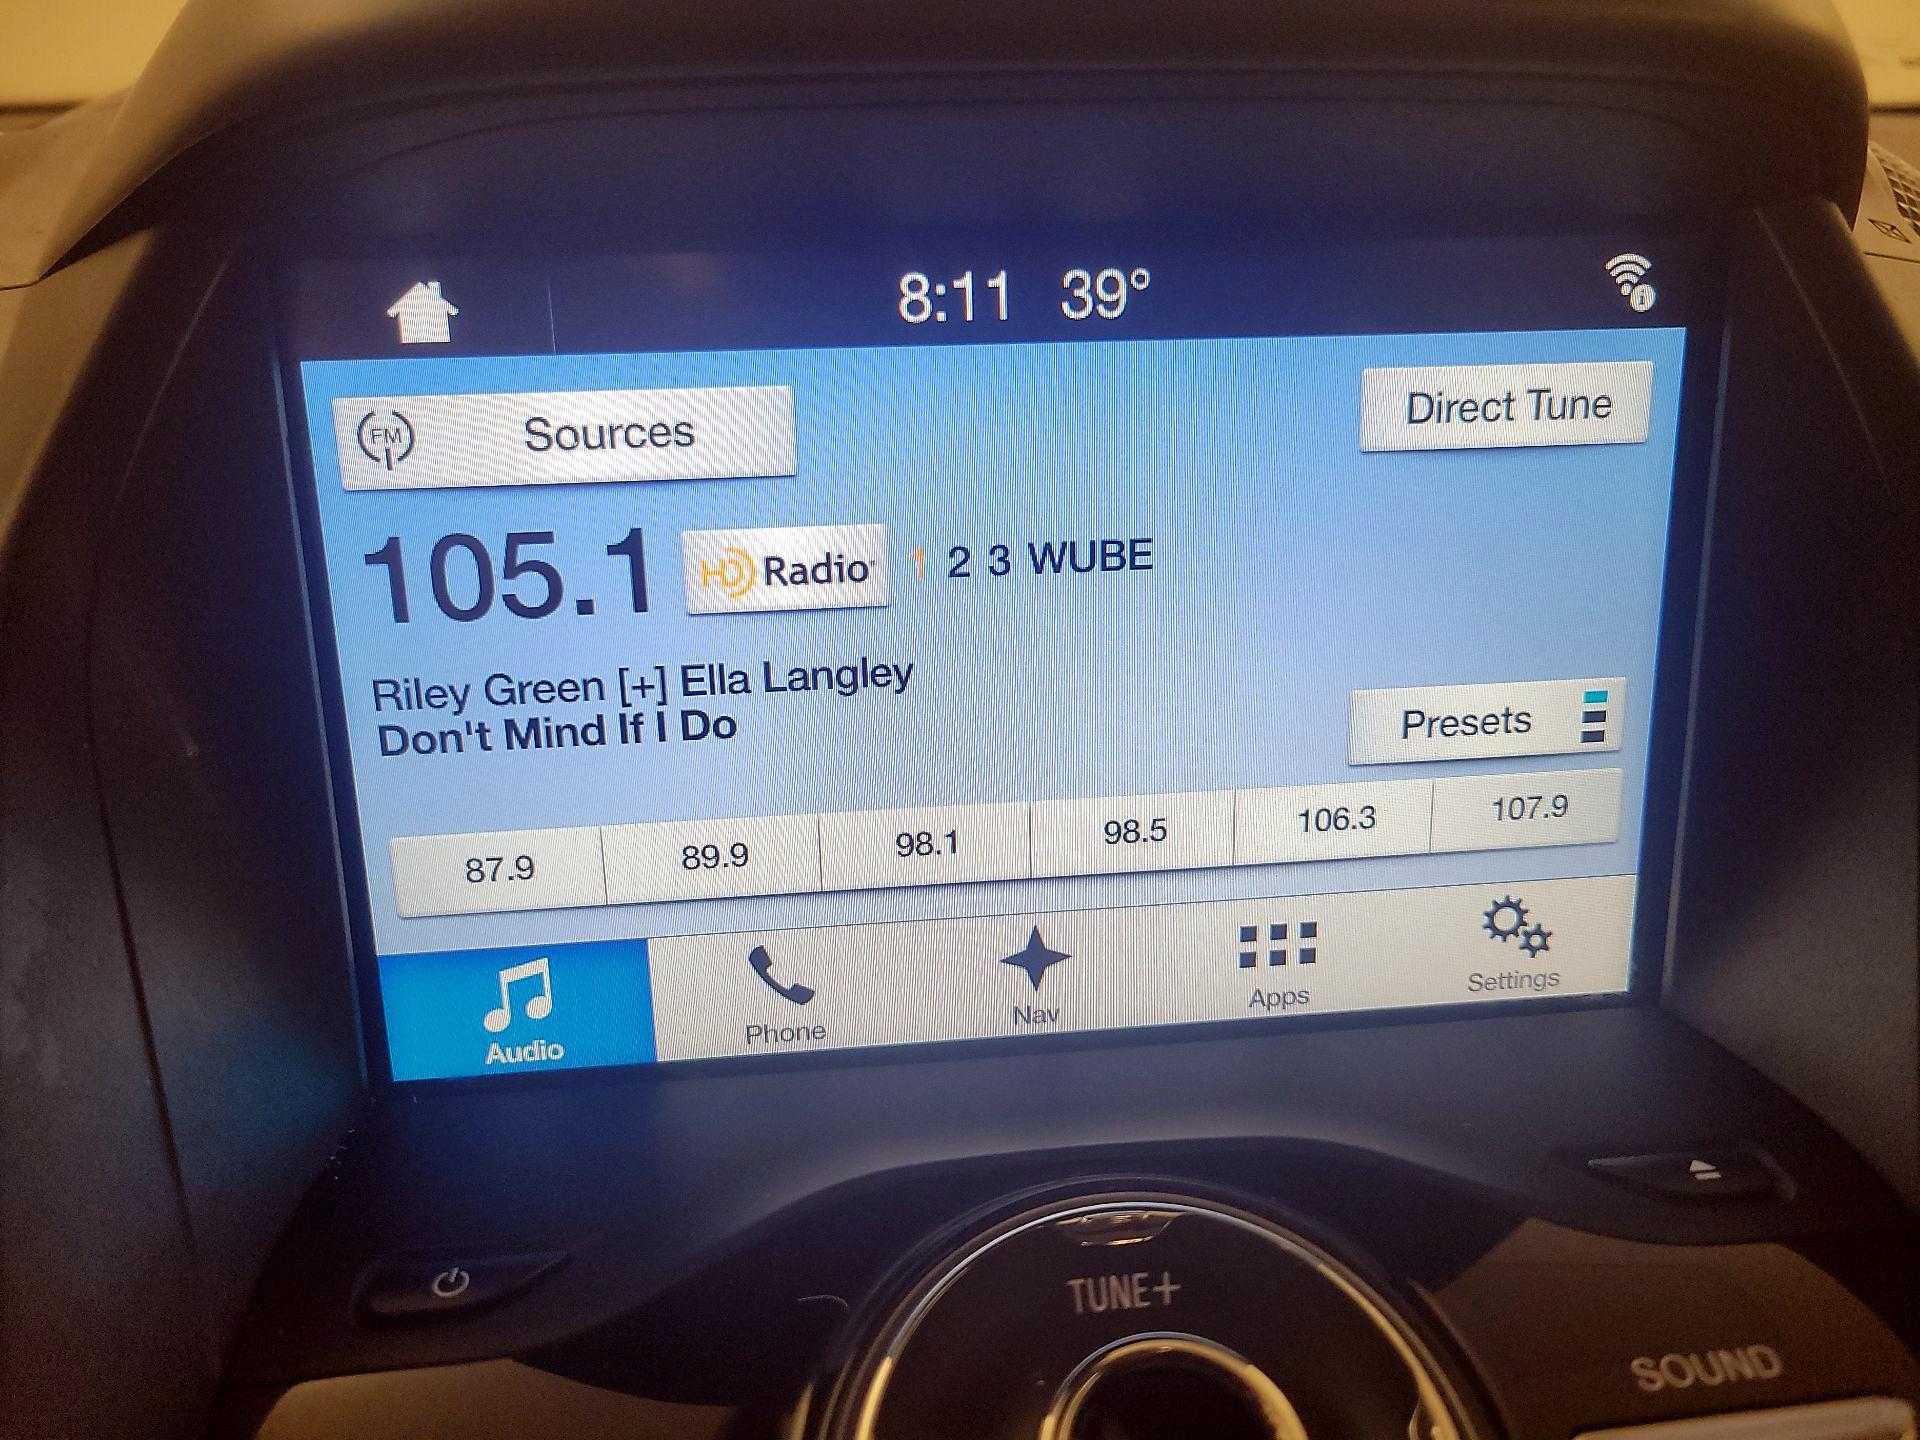 8:11 39°
FM Sources
Direct Tune
105.1 HD Radio 1 2 3 WUBE
Riley Green [+] Ella Langley
Don't Mind If I Do
Presets
87.9 89.9 98.1 98.5 106.3 107.9
Audio Phone Nav Apps Settings
TUNE+
SOUND